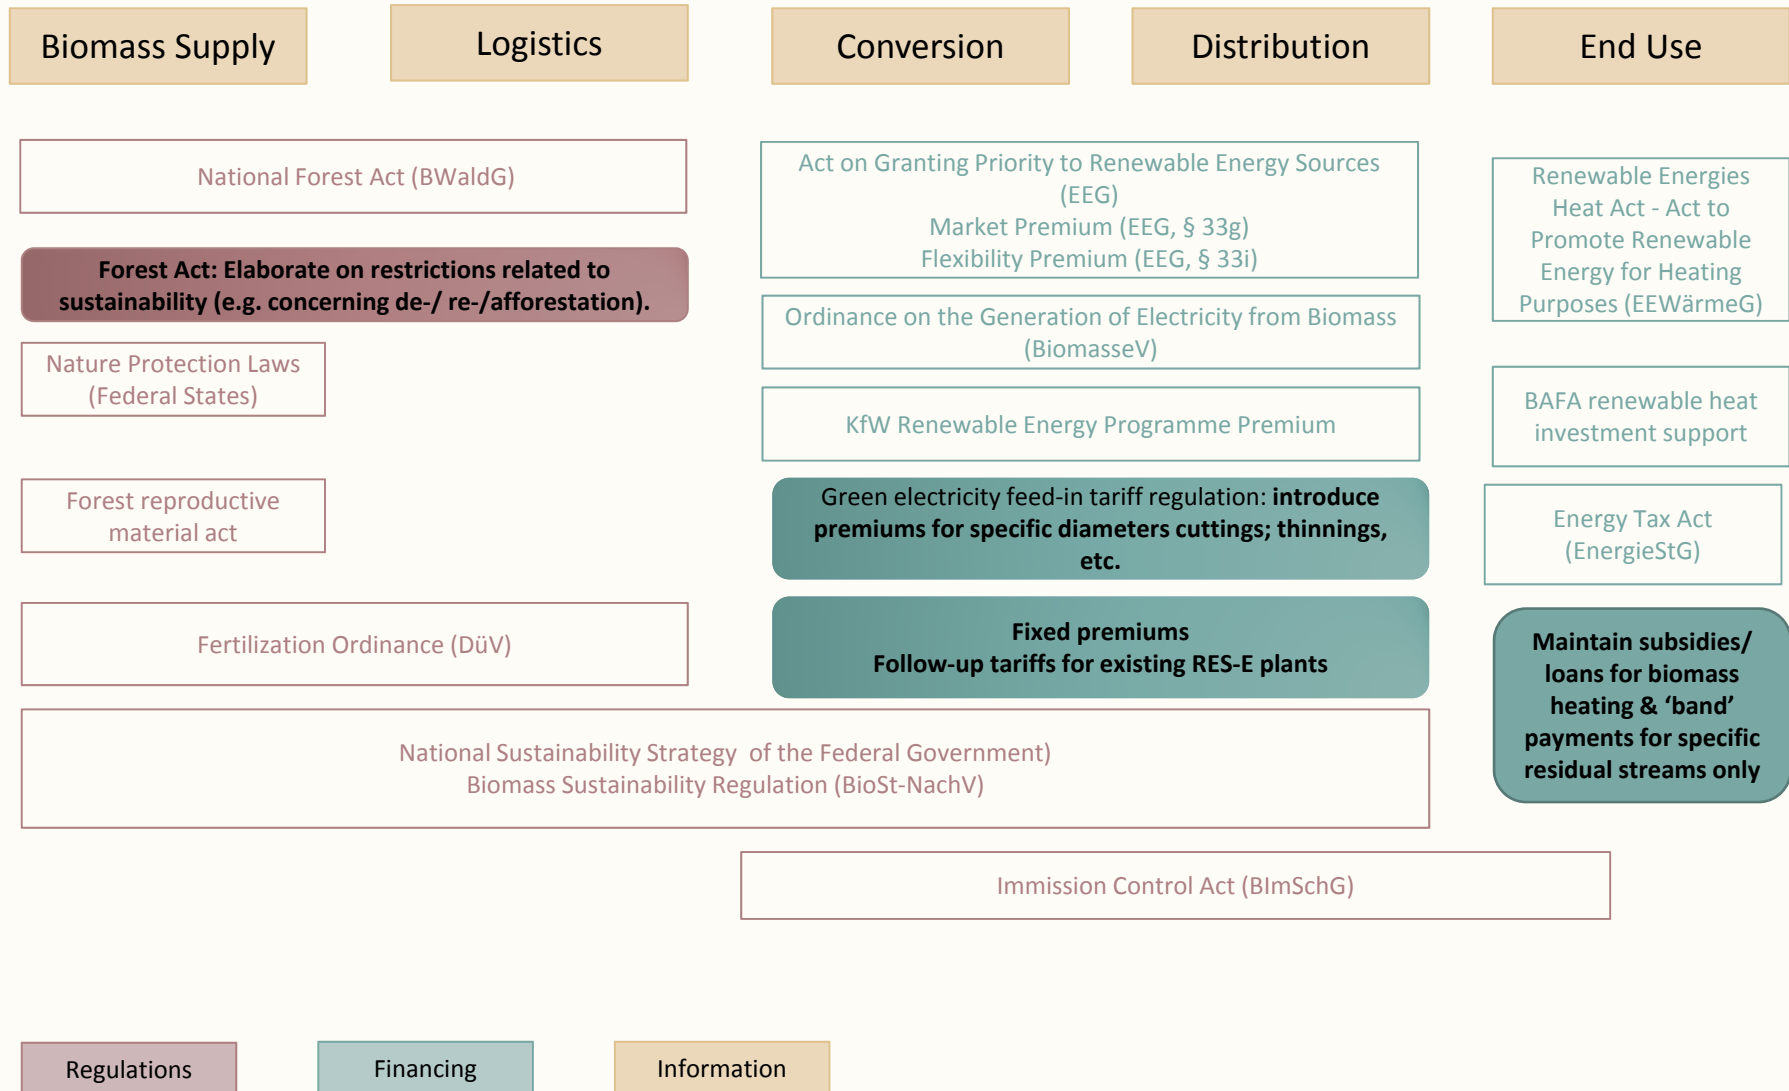 Biomass Supply
Logistics
Conversion
Distribution
End Use
National Forest Act (BWaldG)
Forest Act: Elaborate on restrictions related to
sustainability (e.g. concerning de-/ re-/afforestation).
Nature Protection Laws
(Federal States)
Forest reproductive
material act
Fertilization Ordinance (DüV)
Act on Granting Priority to Renewable Energy Sources
(EEG)
Market Premium (EEG, § 33g)
Flexibility Premium (EEG, § 33i)
Ordinance on the Generation of Electricity from Biomass
(BiomasseV)
KfW Renewable Energy Programme Premium
Green electricity feed-in tariff regulation: introduce
premiums for specific diameters cuttings; thinnings,
etc.
Fixed premiums
Follow-up tariffs for existing RES-E plants
Renewable Energies
Heat Act - Act to
Promote Renewable
Energy for Heating
Purposes (EEWärmeG)
BAFA renewable heat
investment support
Energy Tax Act
(EnergieStG)
Maintain subsidies/
loans for biomass
heating & ‘band’
payments for specific
residual streams only
National Sustainability Strategy  of the Federal Government)
Biomass Sustainability Regulation (BioSt-NachV)
Immission Control Act (BImSchG)
Regulations
Financing
Information